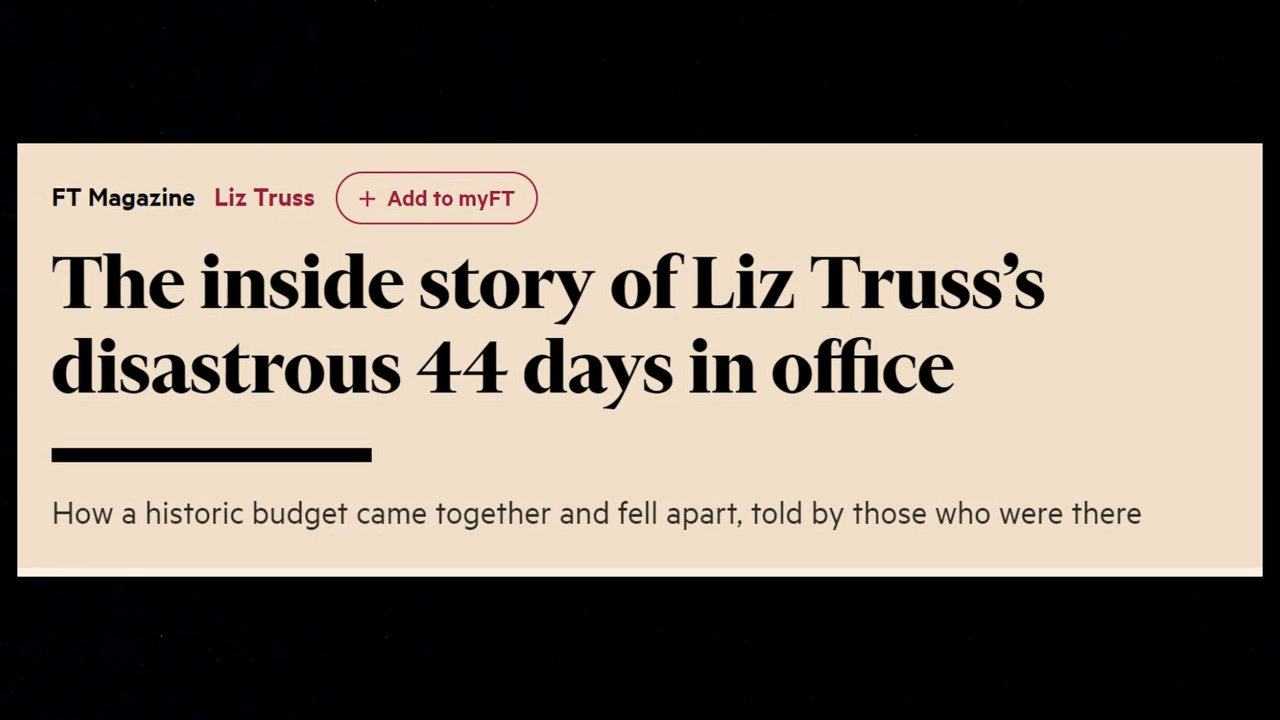 FT Magazine Liz Truss + Add to myFT
The inside story of Liz Truss’s
disastrous 44 days in office
How a historic budget came together and fell apart, told by those who were there